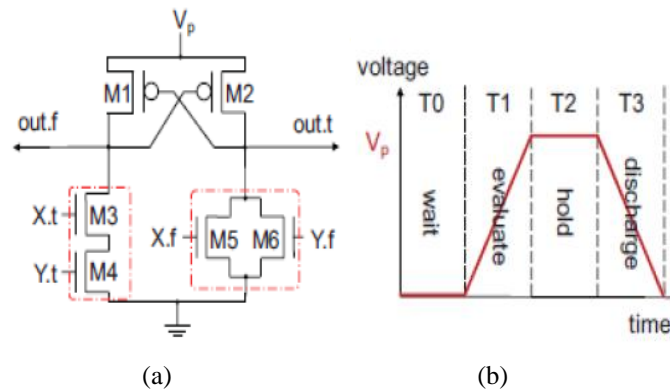 Vp
M1
M2
out.f
out.t
X.t
M3
Y.t
M4
X.f
M5
M6
Y.f
(a)
voltage
T0 T1 T2 T3
Vp
wait
evaluate
hold
discharge
time
(b)